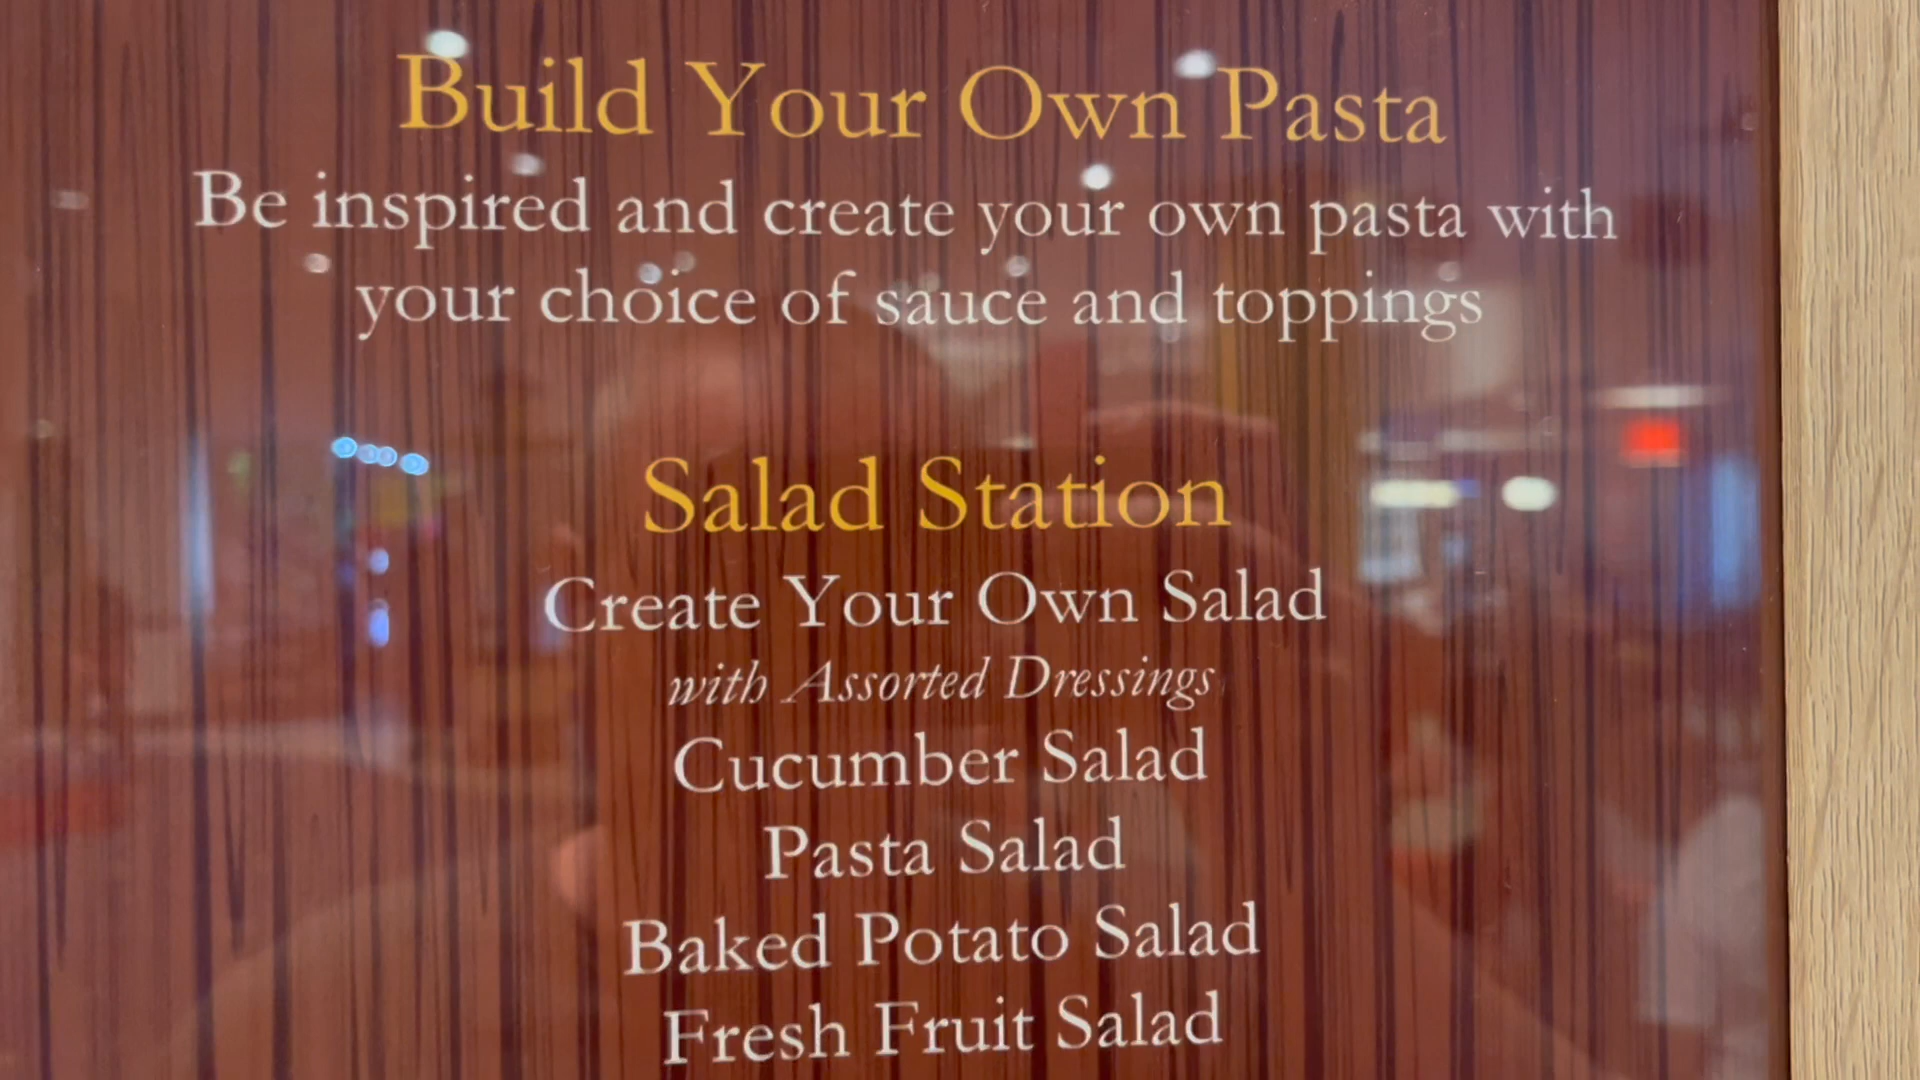 Build Your Own Pasta
Be inspired and create your own pasta with
your choice of sauce and toppings
Salad Station
Create Your Own Salad
with Assorted Dressings
Cucumber Salad
Pasta Salad
Baked Potato Salad
Fresh Fruit Salad